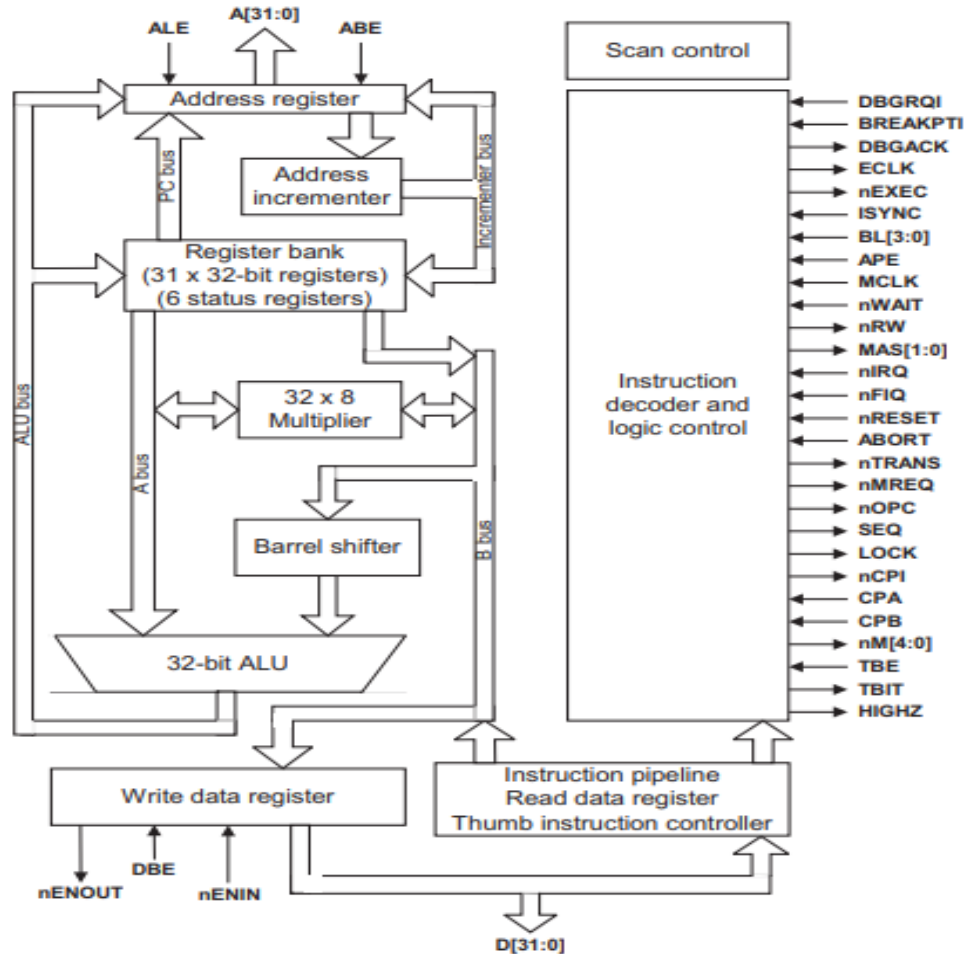 A[31:0]
ALE
ABE
Scan control
Address register
DBGRQI
BREAKPTI
DBGACK
ECLK
nEXEC
ISYNC
BL[3:0]
APE
MCLK
nWAIT
nRW
MAS[1:0]
nIRQ
nFIQ
nRESET
ABORT
nTRANS
nMREQ
nOPC
SEQ
LOCK
nCPI
CPA
CPB
nM[4:0]
TBE
TBIT
HIGHZ
PC bus
Address
incrementer
Incrementer bus
Register bank
(31 x 32-bit registers)
(6 status registers)
Instruction
decoder and
logic control
ALU bus
A bus
32 x 8
Multiplier
B bus
Barrel shifter
32-bit ALU
Write data register
Instruction pipeline
Read data register
Thumb instruction controller
nENOUT
DBE
nENIN
D[31:0]